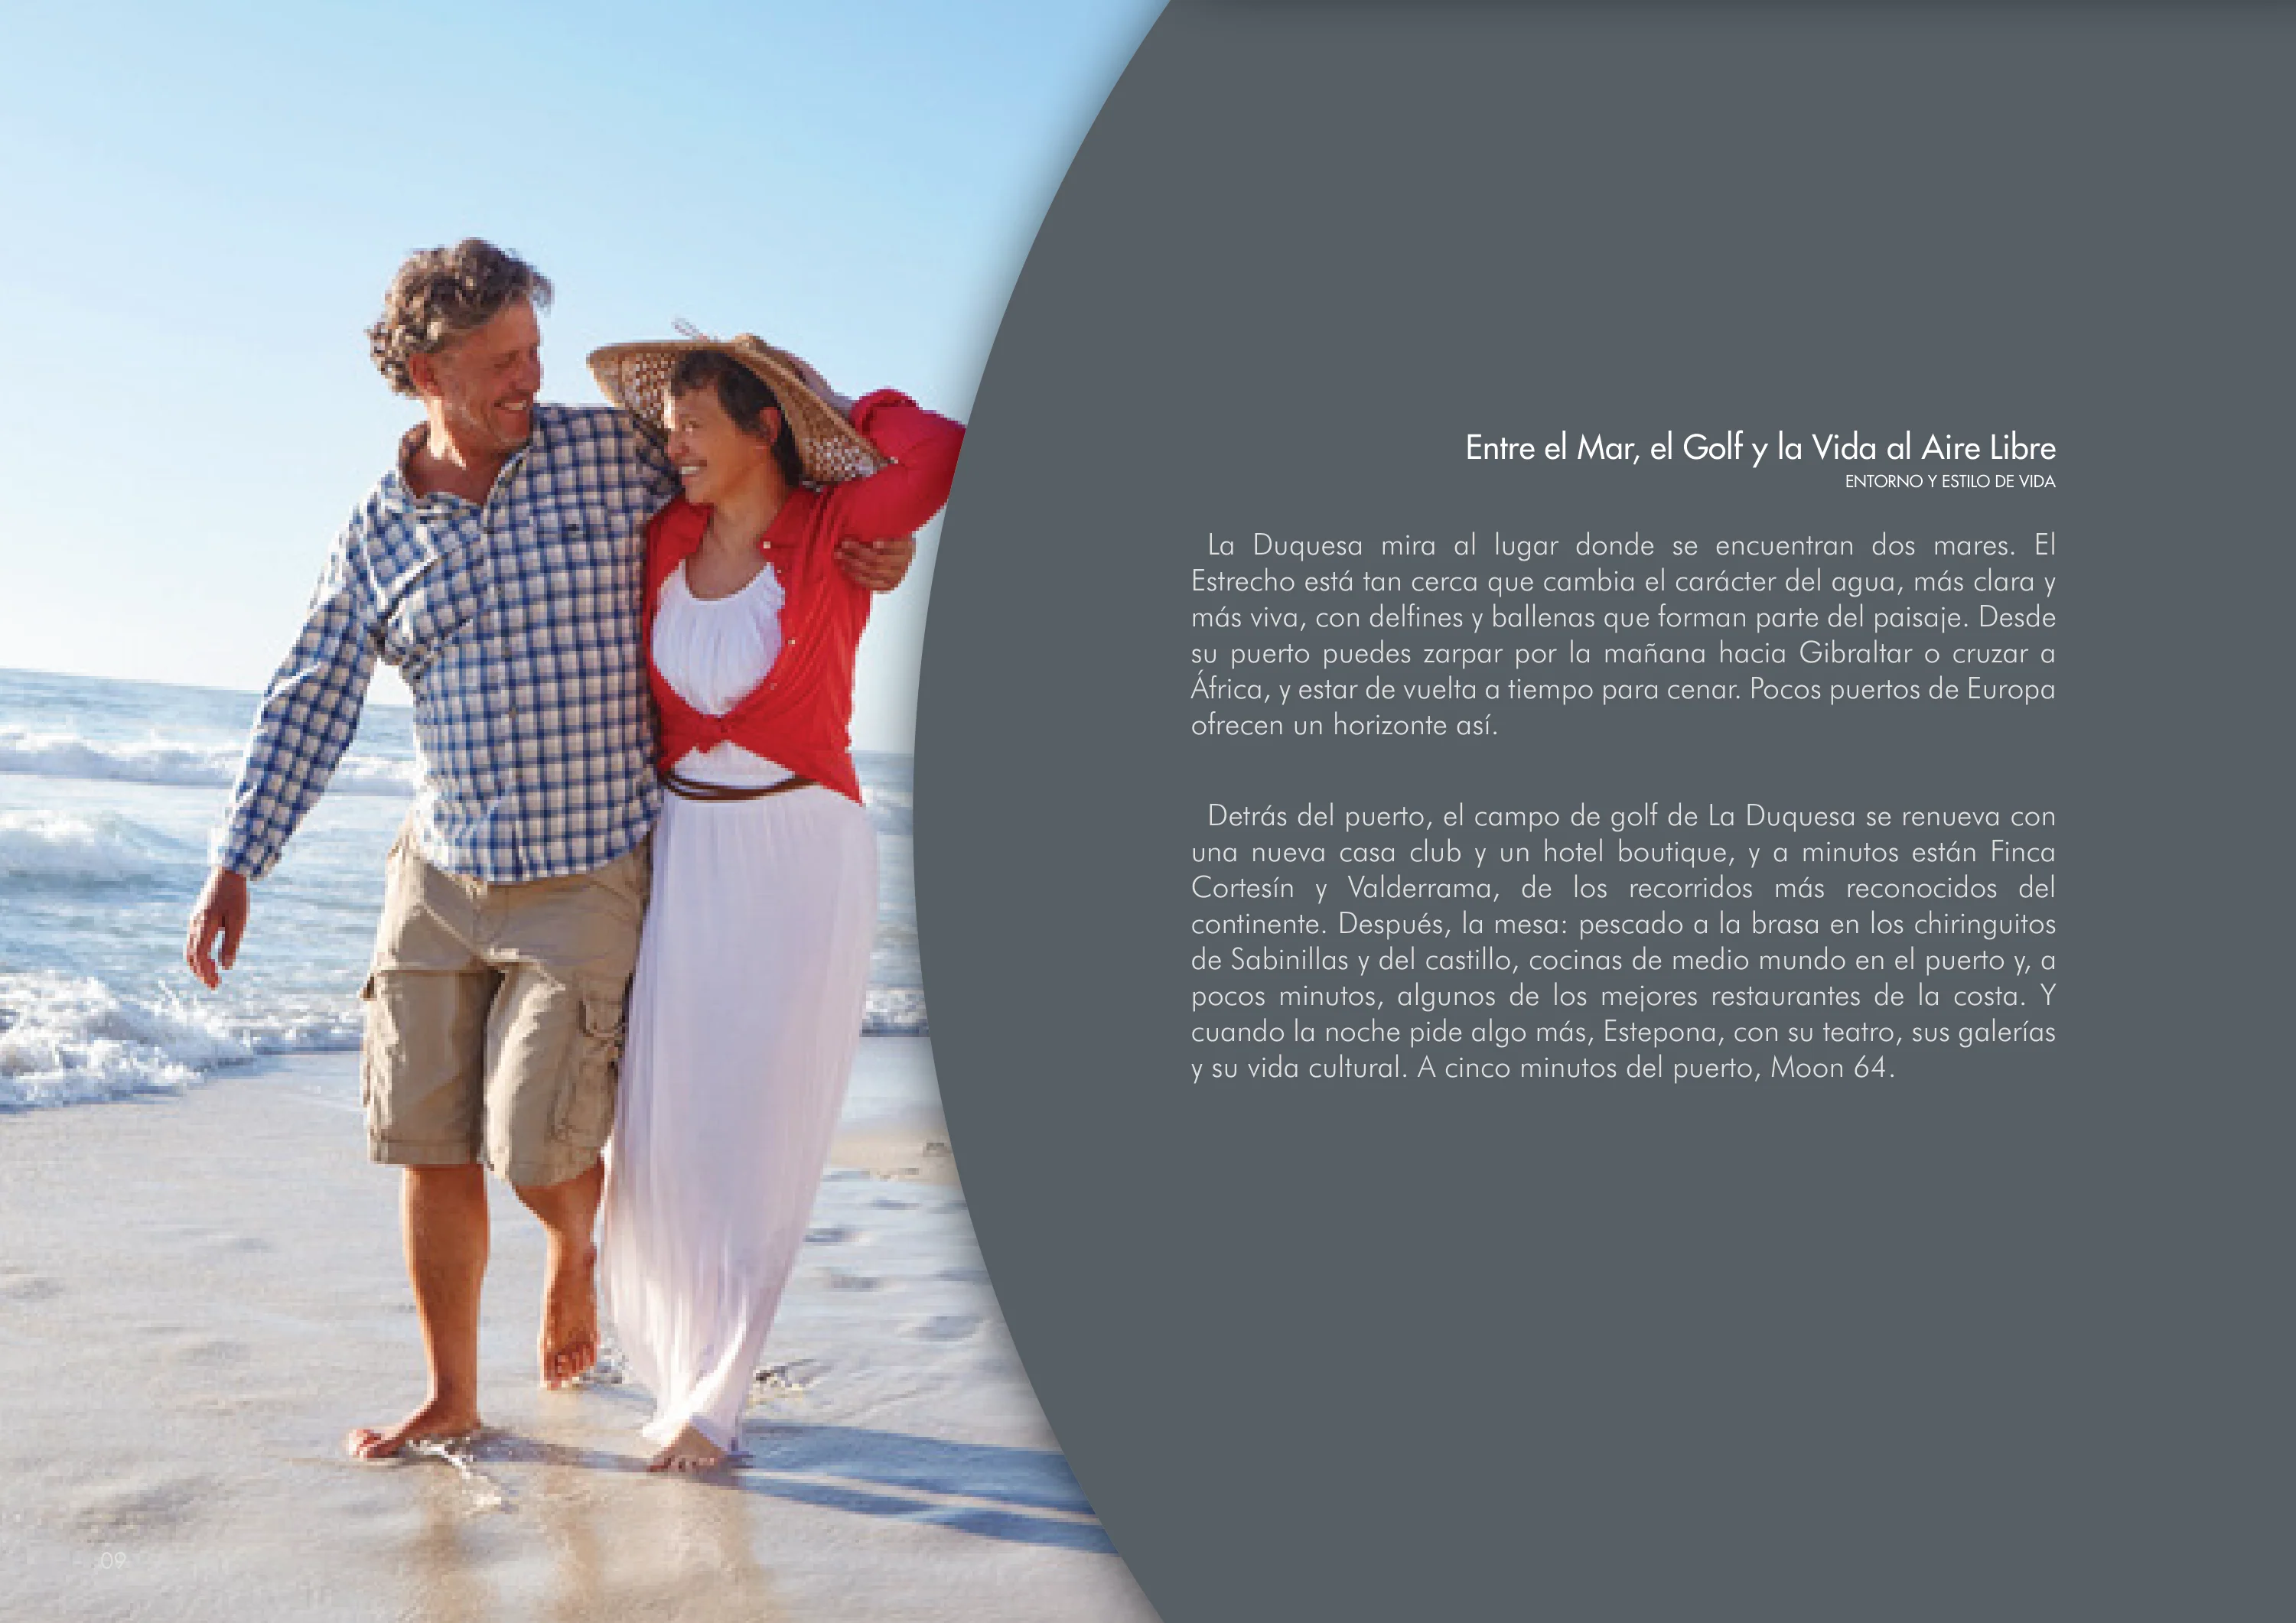 Entre el Mar, el Golf y la Vida al Aire Libre
ENTORNO Y ESTILO DE VIDA
La Duquesa mira al lugar donde se encuentran dos mares. El
Estrecho está tan cerca que cambia el carácter del agua, más clara y
más viva, con delfines y ballenas que forman parte del paisaje. Desde
su puerto puedes zarpar por la mañana hacia Gibraltar o cruzar a
África, y estar de vuelta a tiempo para cenar. Pocos puertos de Europa
ofrecen un horizonte así.
Detrás del puerto, el campo de golf de La Duquesa se renueva con
una nueva casa club y un hotel boutique, y a minutos están Finca
Cortesín y Valderrama, de los recorridos más reconocidos del
continente. Después, la mesa: pescado a la brasa en los chiringuitos
de Sabinillas y del castillo, cocinas de medio mundo en el puerto y, a
pocos minutos, algunos de los mejores restaurantes de la costa. Y
cuando la noche pide algo más, Estepona, con su teatro, sus galerías
y su vida cultural. A cinco minutos del puerto, Moon 64.
09